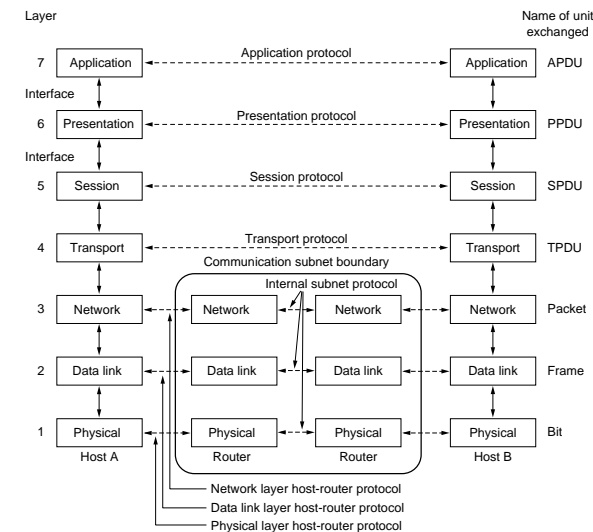 Layer
Name of unit
exchanged
Application protocol
7 Application Application APDU
Interface
Presentation protocol
6 Presentation Presentation PPDU
Interface
Session protocol
5 Session Session SPDU
Transport protocol
4 Transport Transport TPDU
Communication subnet boundary
Internal subnet protocol
3 Network Network Network Network Packet
2 Data link Data link Data link Data link Frame
1 Physical Physical Physical Physical Bit
Host A Router Router Host B
Network layer host-router protocol
Data link layer host-router protocol
Physical layer host-router protocol